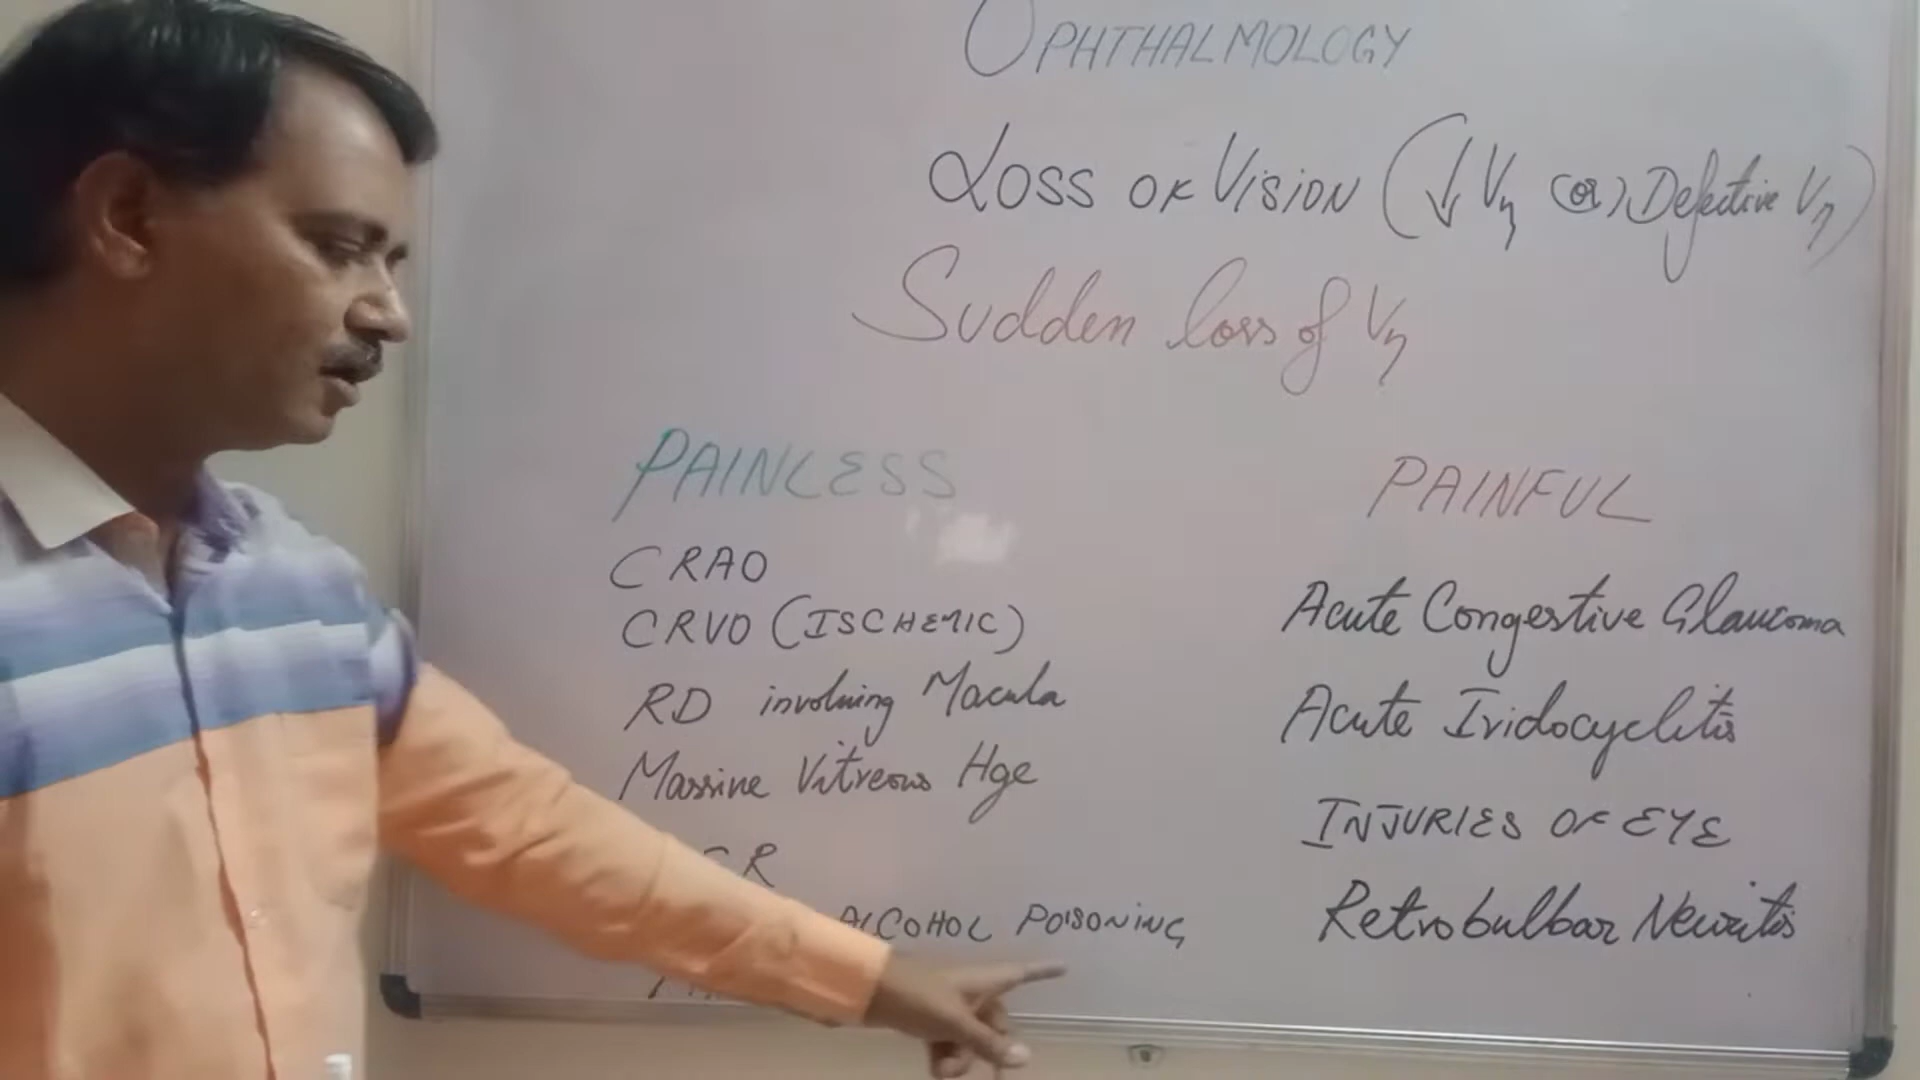 OPHTHALMOLOGY
LOSS OF VISION (↓ Vn (or) Defective Vn)
Sudden loss of Vn
PAINLESS
CRAO
CRVO (ISCHEMIC)
RD involving Macula
Massive Vitreous Hge
ALCOHOL POISONING
PAINFUL
Acute Congestive Glaucoma
Acute Iridocyclitis
INJURIES OF EYE
Retrobulbar Neuritis